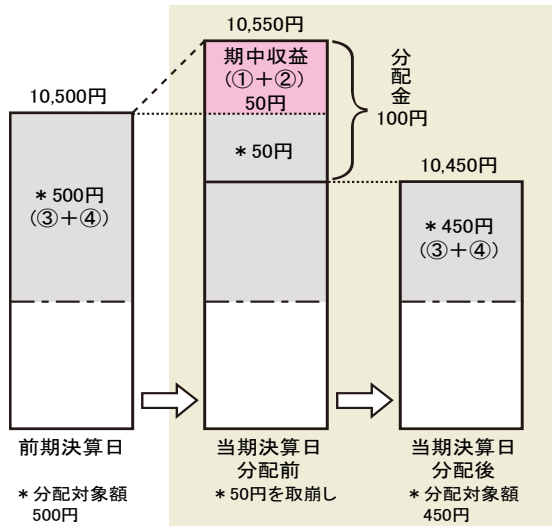 10,500円
*500円
(③+④)
前期決算日
*分配対象額
500円
10,550円
期中収益
(①+②)
50円
*50円
分配金
100円
当期決算日
分配前
*50円を取崩し
10,450円
*450円
(③+④)
当期決算日
分配後
*分配対象額
450円